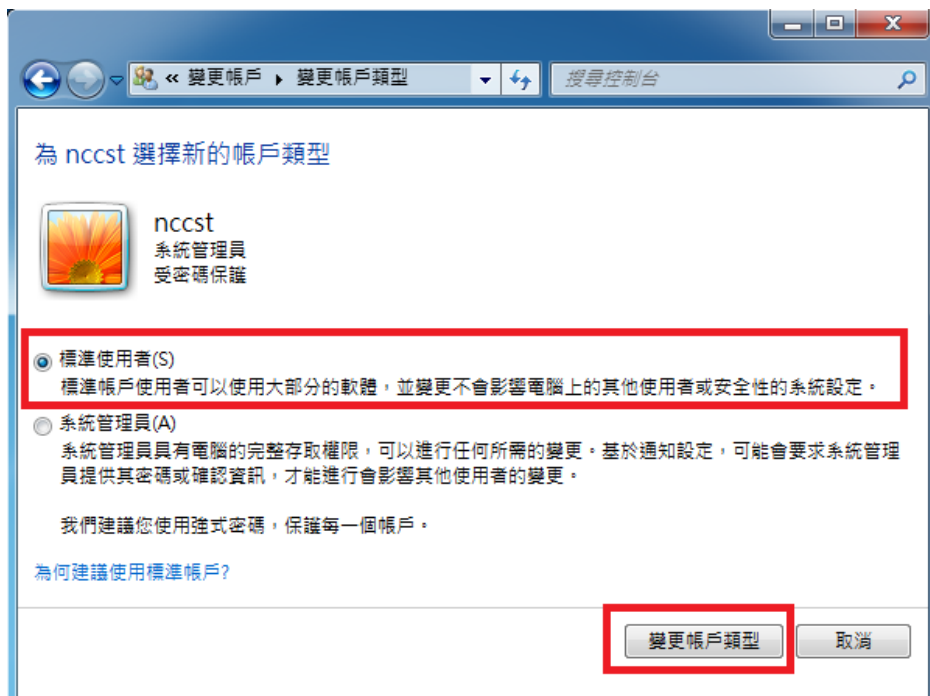 « 變更帳戶 ▸ 變更帳戶類型
搜尋控制台
為 nccst 選擇新的帳戶類型
nccst
系統管理員
受密碼保護
標準使用者(S)
標準帳戶使用者可以使用大部分的軟體，並變更不會影響電腦上的其他使用者或安全性的系統設定。
系統管理員(A)
系統管理員具有電腦的完整存取權限，可以進行任何所需的變更。基於通知設定，可能會要求系統管理
員提供其密碼或確認資訊，才能進行會影響其他使用者的變更。
我們建議您使用強式密碼，保護每一個帳戶。
為何建議使用標準帳戶?
變更帳戶類型
取消